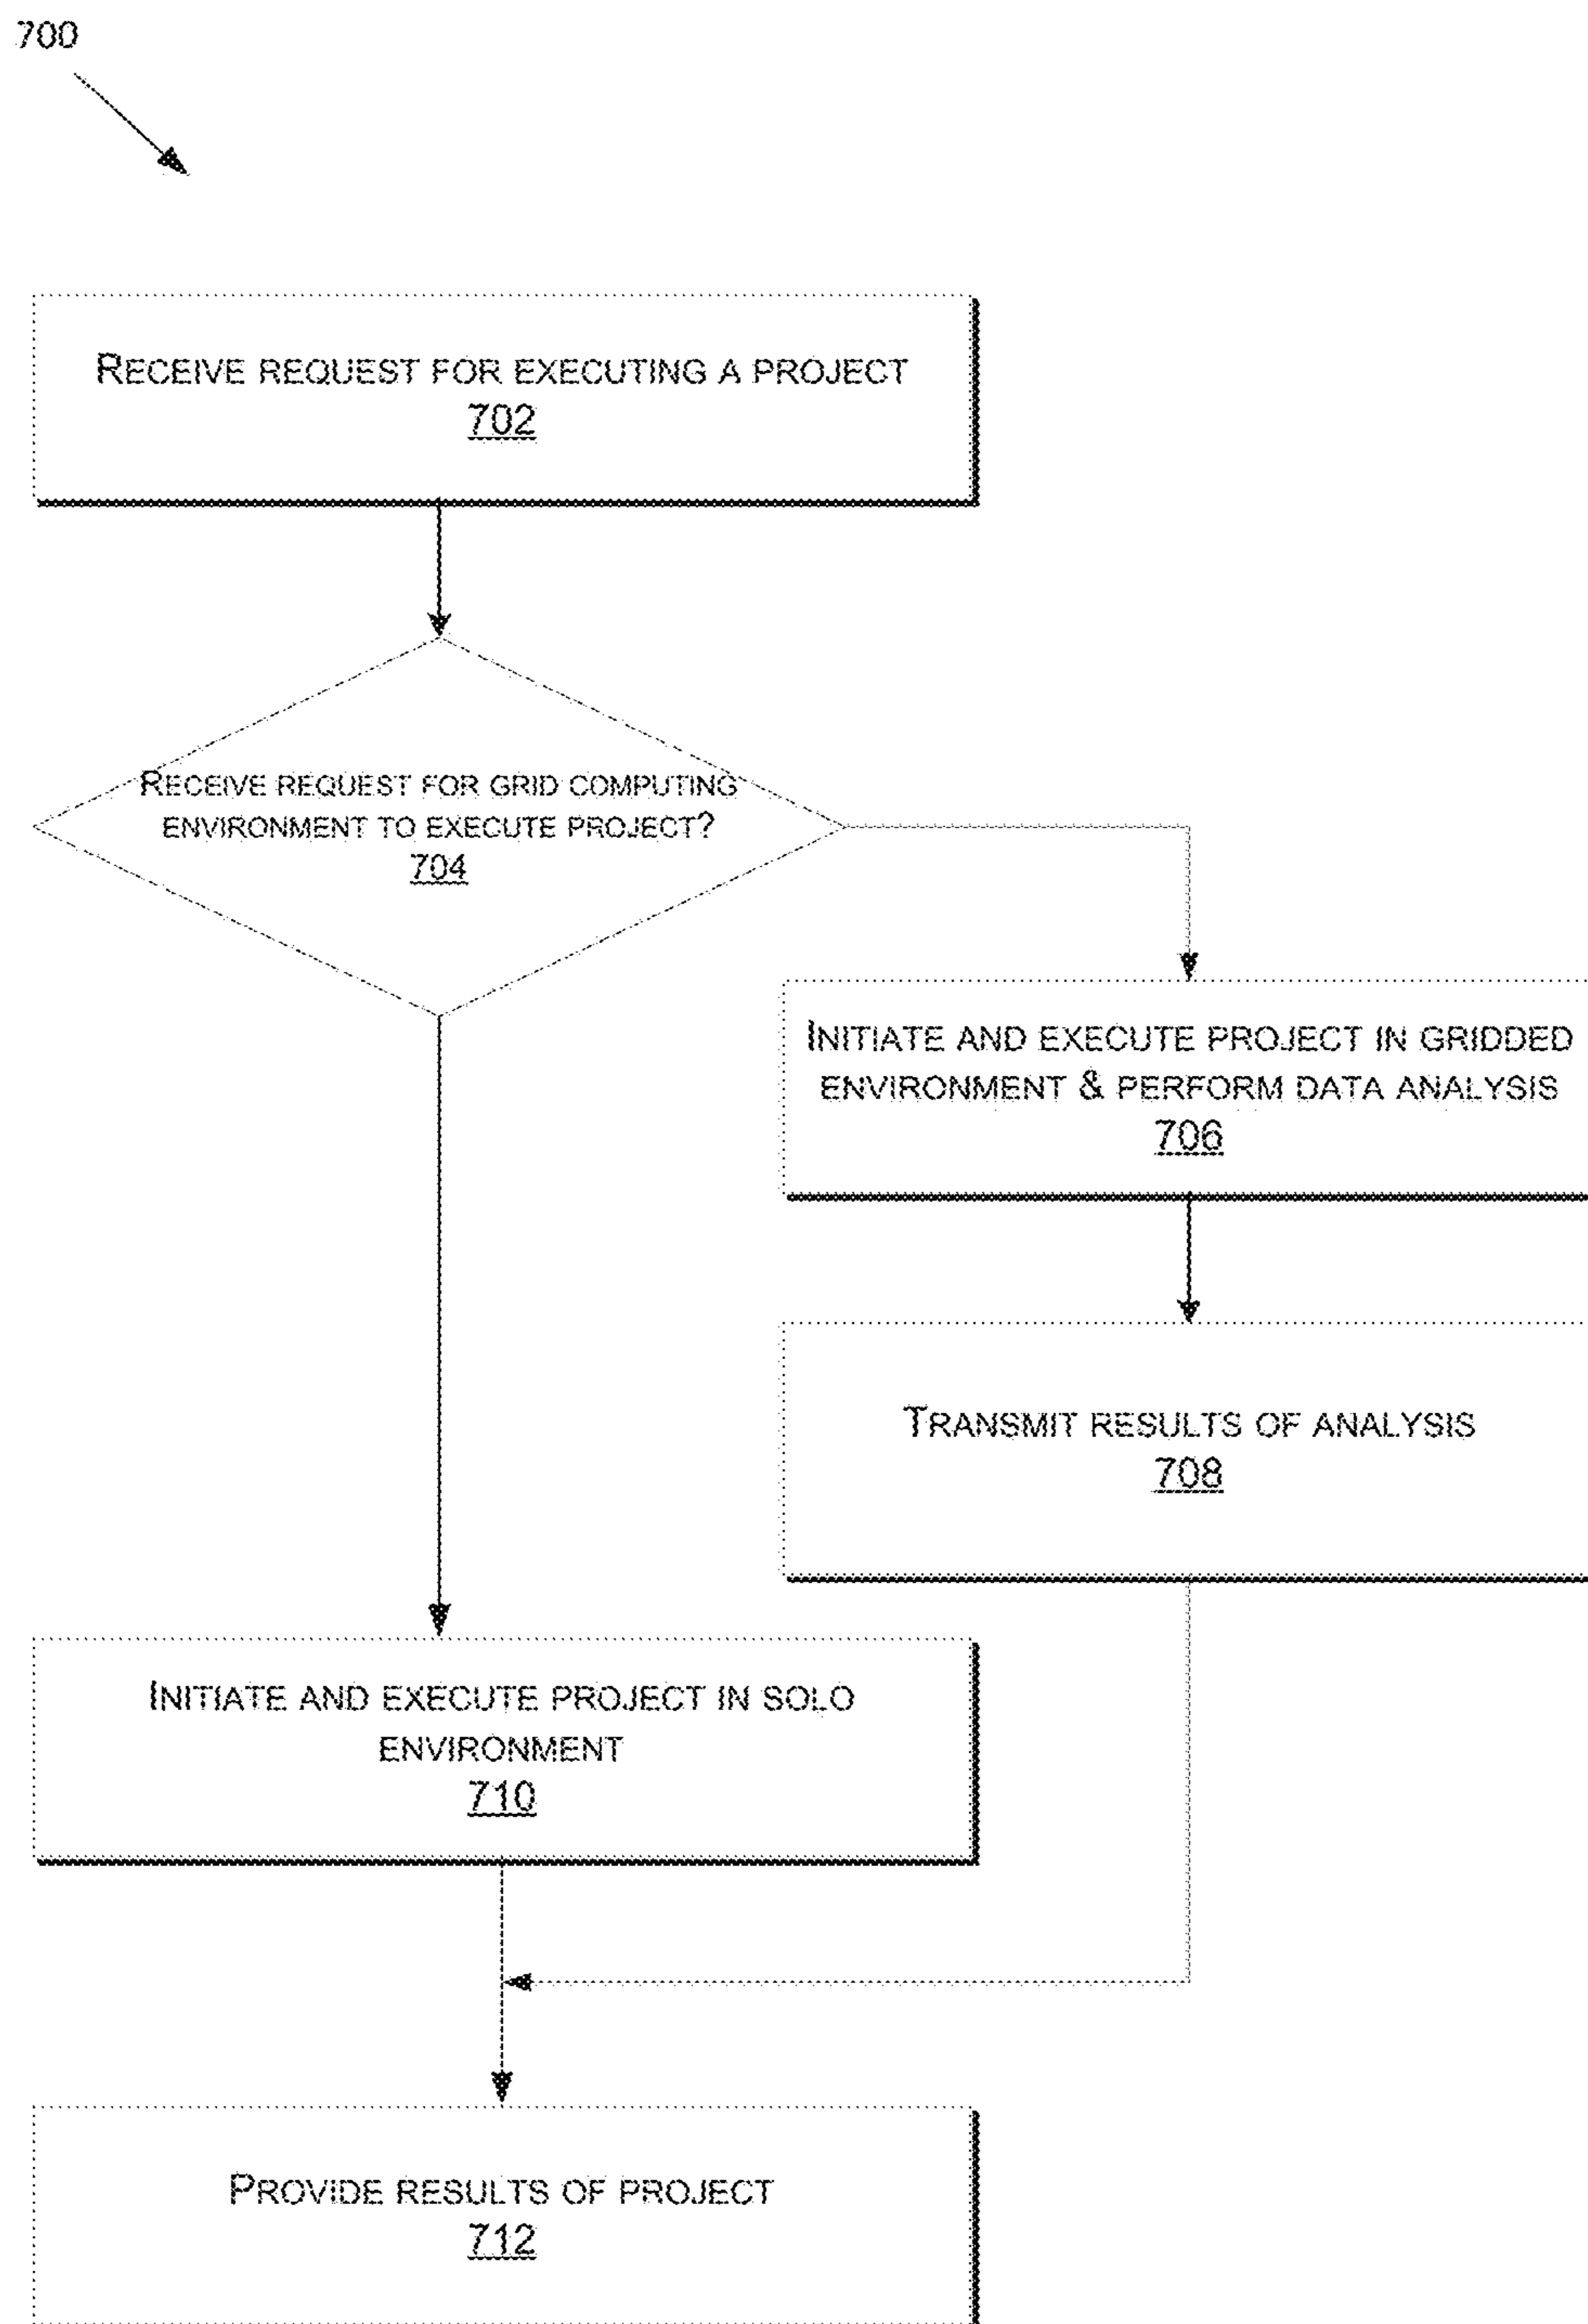 700
RECEIVE REQUEST FOR EXECUTING A PROJECT
702
RECEIVE REQUEST FOR GRID COMPUTING
ENVIRONMENT TO EXECUTE PROJECT?
704
INITIATE AND EXECUTE PROJECT IN GRIDDED
ENVIRONMENT & PERFORM DATA ANALYSIS
706
TRANSMIT RESULTS OF ANALYSIS
708
INITIATE AND EXECUTE PROJECT IN SOLO
ENVIRONMENT
710
PROVIDE RESULTS OF PROJECT
712